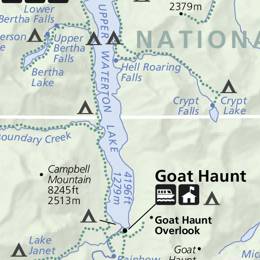 2379m
Lower
Bertha
Falls
UPPER WATERTON LAKE
NATIONA
Upper
Bertha
Falls
Bertha
Lake
Hell Roaring
Falls
Crypt
Falls
Crypt
Lake
oundary Creek
4196ft
1279m
Campbell
Mountain
8245ft
2513m
Goat Haunt
Goat Haunt
Overlook
Lake
Janet
Goat
Haunt